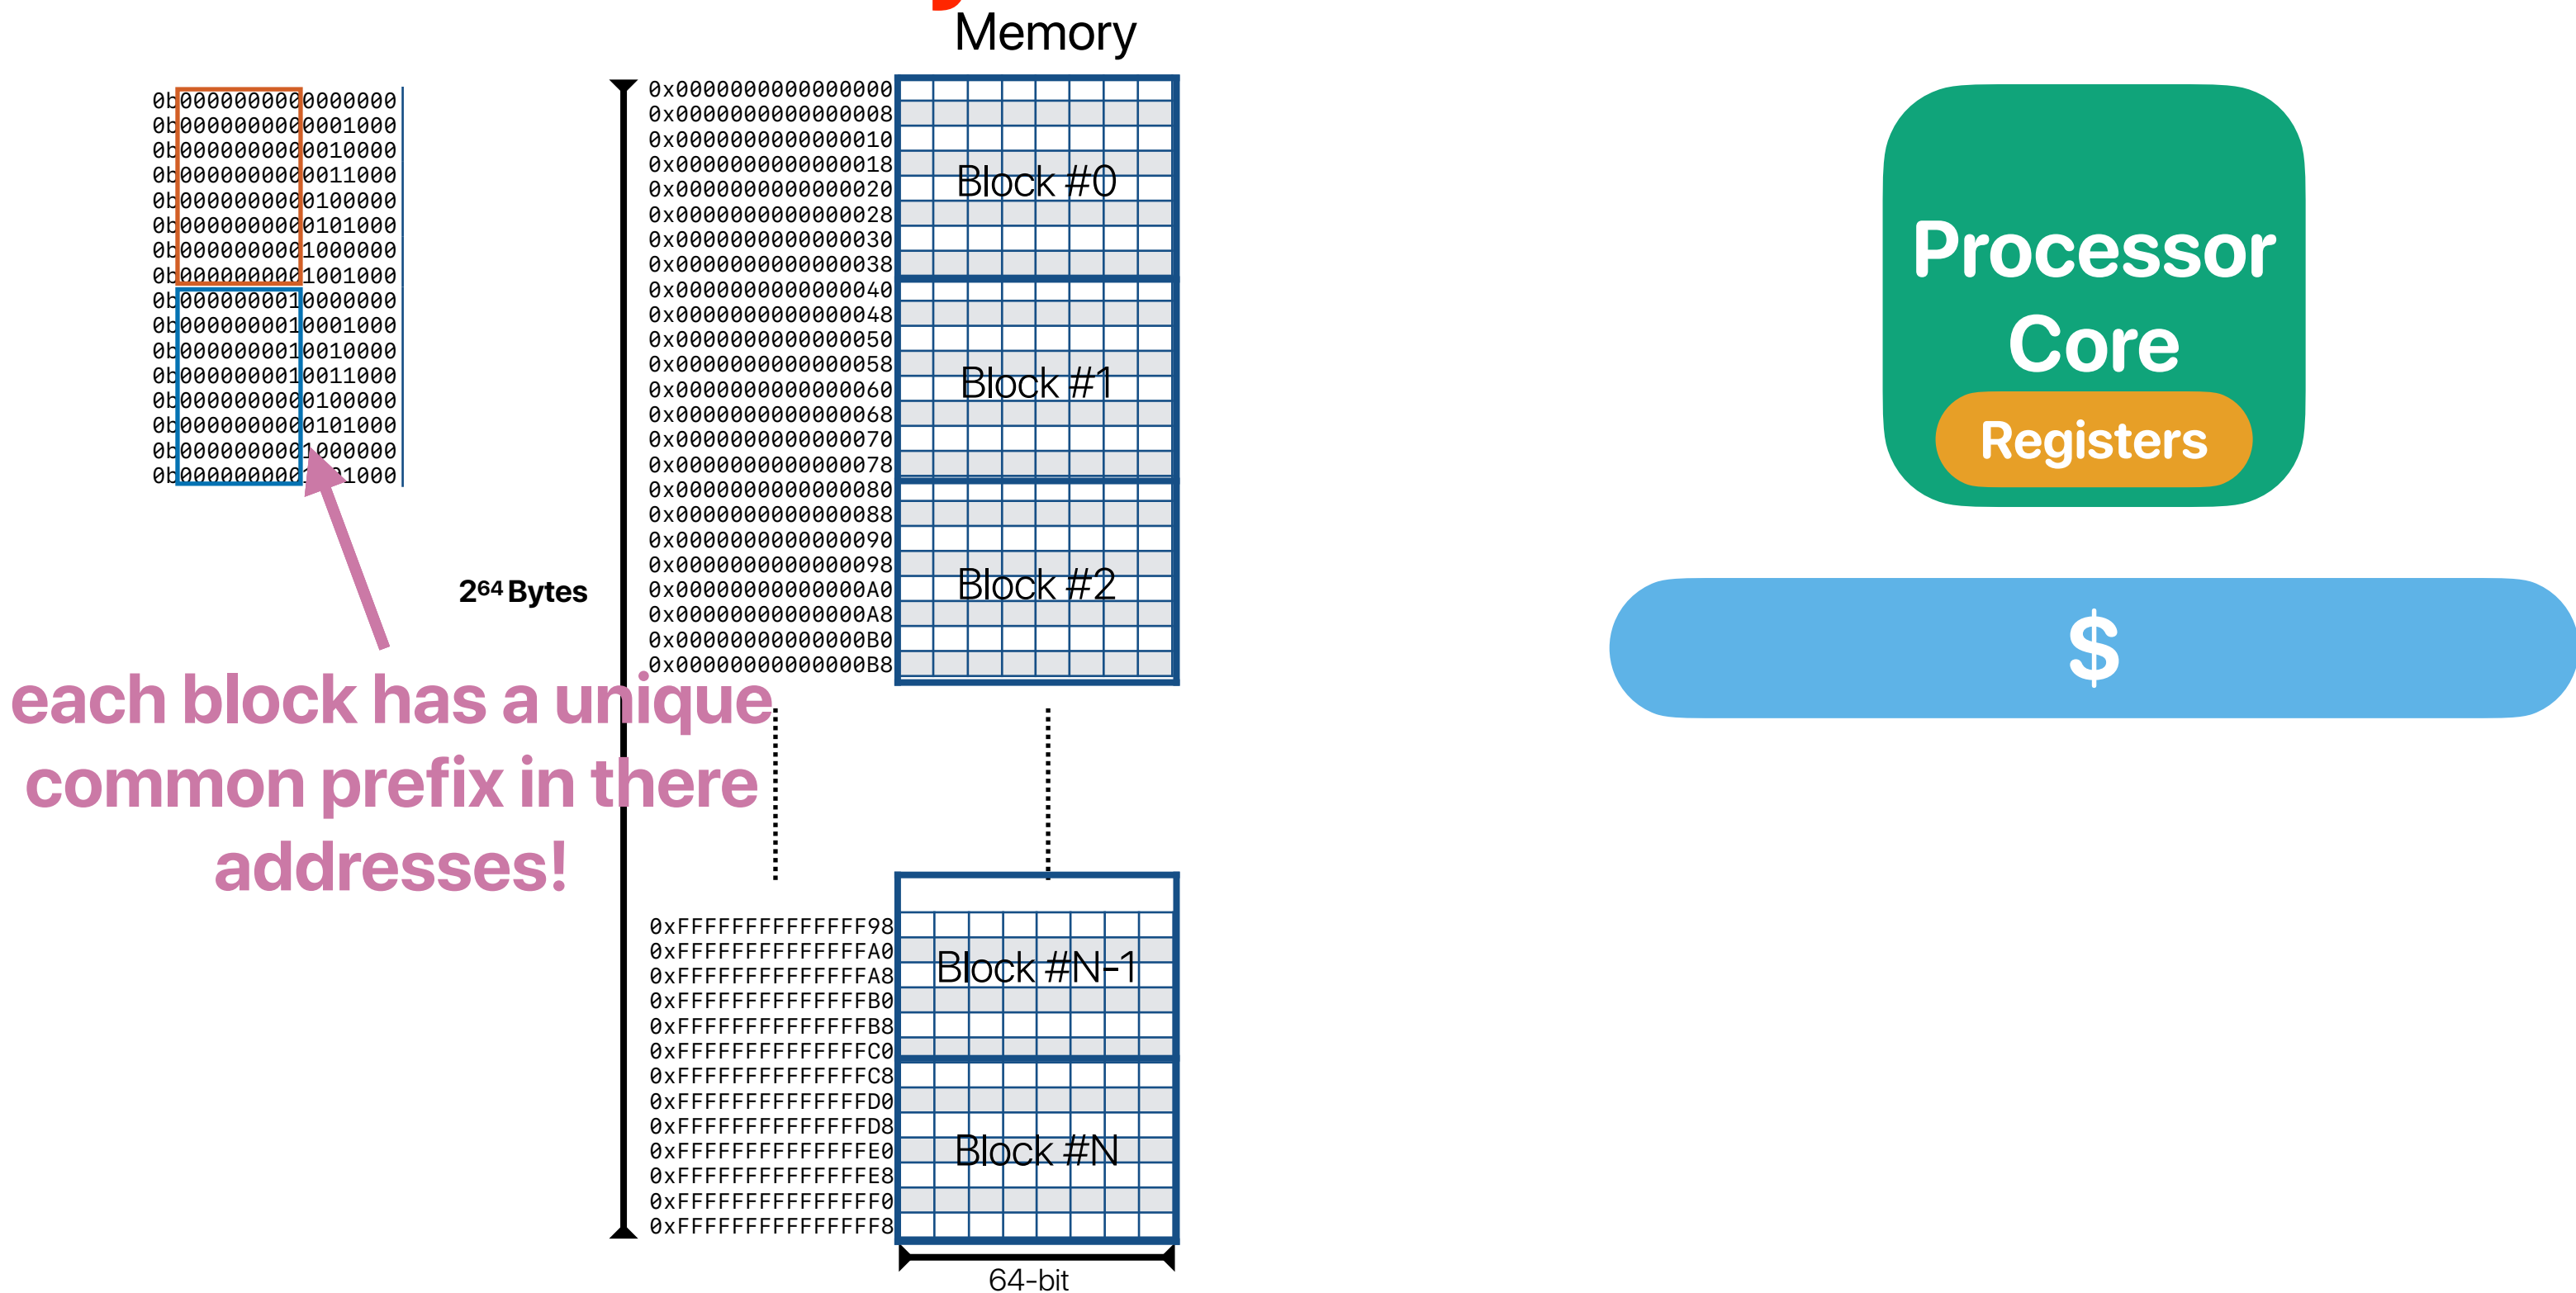 Memory
0b0000000000000000
0b0000000000001000
0b0000000000010000
0b0000000000011000
0b0000000000100000
0b0000000000101000
0b0000000001000000
0b0000000001001000
0b0000000010000000
0b0000000010001000
0b0000000010010000
0b0000000010011000
0b0000000000100000
0b0000000000101000
0b0000000001000000
each block has a unique
common prefix in there
addresses!
2⁶⁴ Bytes
0x0000000000000000
0x0000000000000008
0x0000000000000010
0x0000000000000018
0x0000000000000020
0x0000000000000028
0x0000000000000030
0x0000000000000038
0x0000000000000040
0x0000000000000048
0x0000000000000050
0x0000000000000058
0x0000000000000060
0x0000000000000068
0x0000000000000070
0x0000000000000078
0x0000000000000080
0x0000000000000088
0x0000000000000090
0x0000000000000098
0x00000000000000A0
0x00000000000000A8
0x00000000000000B0
0x00000000000000B8
0xFFFFFFFFFFFFFF98
0xFFFFFFFFFFFFFFA0
0xFFFFFFFFFFFFFFA8
0xFFFFFFFFFFFFFFB0
0xFFFFFFFFFFFFFFB8
0xFFFFFFFFFFFFFFC0
0xFFFFFFFFFFFFFFC8
0xFFFFFFFFFFFFFFD0
0xFFFFFFFFFFFFFFD8
0xFFFFFFFFFFFFFFE0
0xFFFFFFFFFFFFFFE8
0xFFFFFFFFFFFFFFF0
0xFFFFFFFFFFFFFFF8
Block #0
Block #1
Block #2
Block #N-1
Block #N
64-bit
Processor
Core
Registers
$